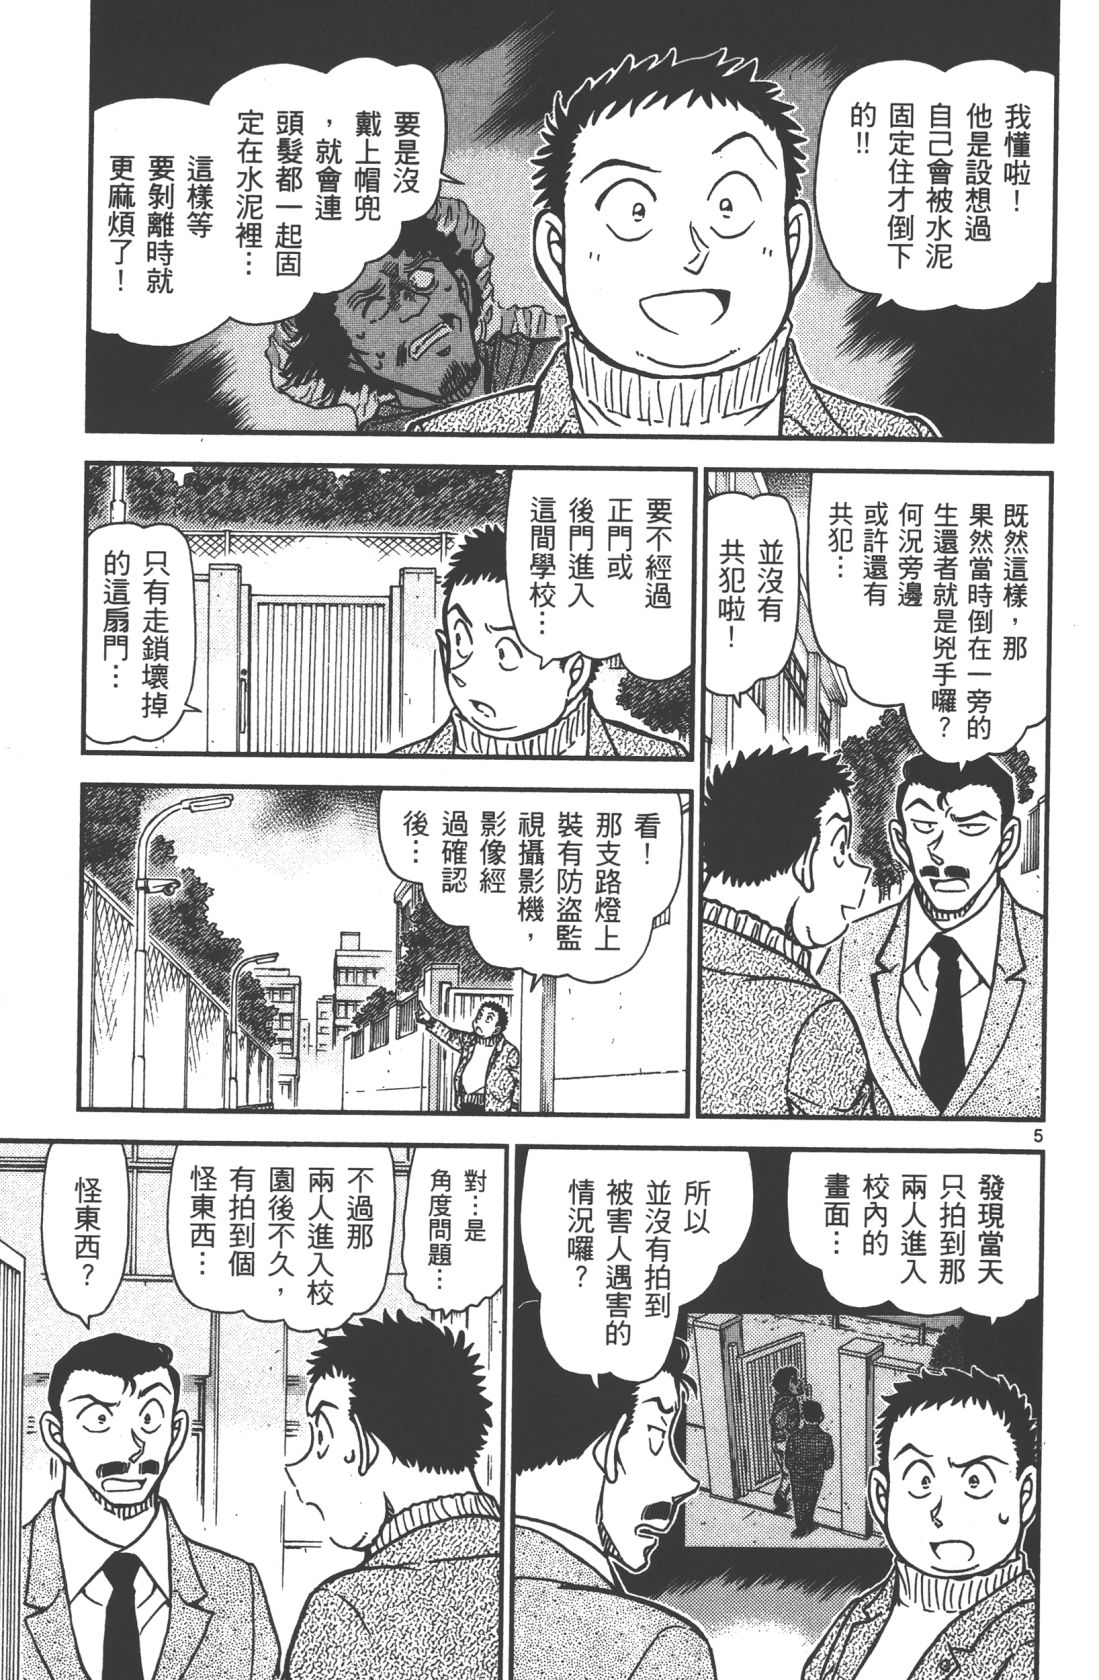 我懂啦！
他是設想過
自己會被水泥
固定住才倒下
的!!
要是沒
戴上帽兜
，就會連
頭髮都一起固
定在水泥裡…
這樣等
要剝離時就
更麻煩了！
既然這樣，那
果然當時倒在一旁的
生還者就是兇手囉？
何況旁邊
或許還有
共犯…
並沒有
共犯啦！
要不經過
正門或
後門進入
這間學校…
只有走鎖壞掉
的這扇門…
看！
那支路燈上
裝有防盜監
視攝影機，
影像經
過確認
後…
5
發現當天
只拍到那
兩人進入
校內的
畫面…
所以
並沒有拍到
被害人遇害的
情況囉？
對…是
角度問題…
不過那
兩人進入校
園後不久，
有拍到個
怪東西…
怪東西？